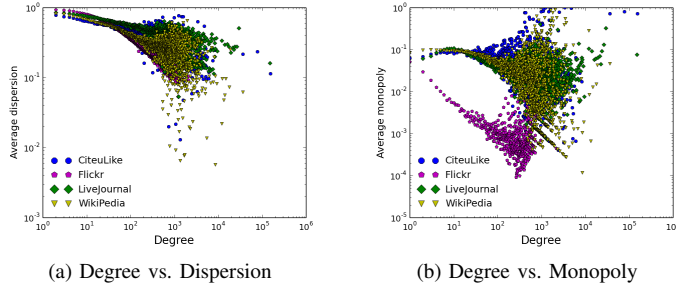 10^0
10^-1
10^-2
10^-3
Average dispersion
CiteuLike
Flickr
LiveJournal
WikiPedia
10^0 10^1 10^2 10^3 10^4 10^5 10^6
Degree
(a) Degree vs. Dispersion
10^0
10^-1
10^-2
10^-3
10^-4
10^-5
Average monopoly
CiteuLike
Flickr
LiveJournal
WikiPedia
10^0 10^1 10^2 10^3 10^4 10^5 10^6
Degree
(b) Degree vs. Monopoly